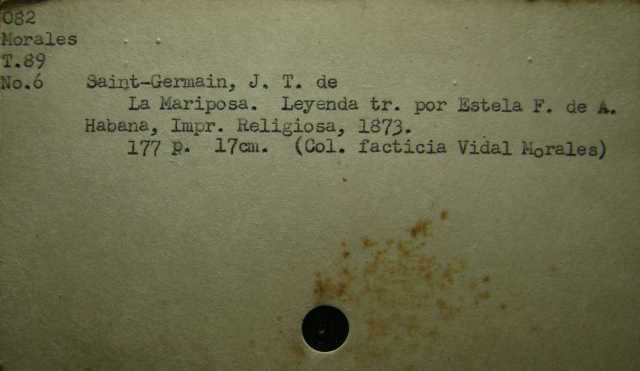 082
Morales
T.89
No.6 Saint-Germain, J. T. de
La Mariposa. Leyenda tr. por Estela F. de A.
Habana, Impr. Religiosa, 1873.
177 p. 17cm. (Col. facticia Vidal Morales)